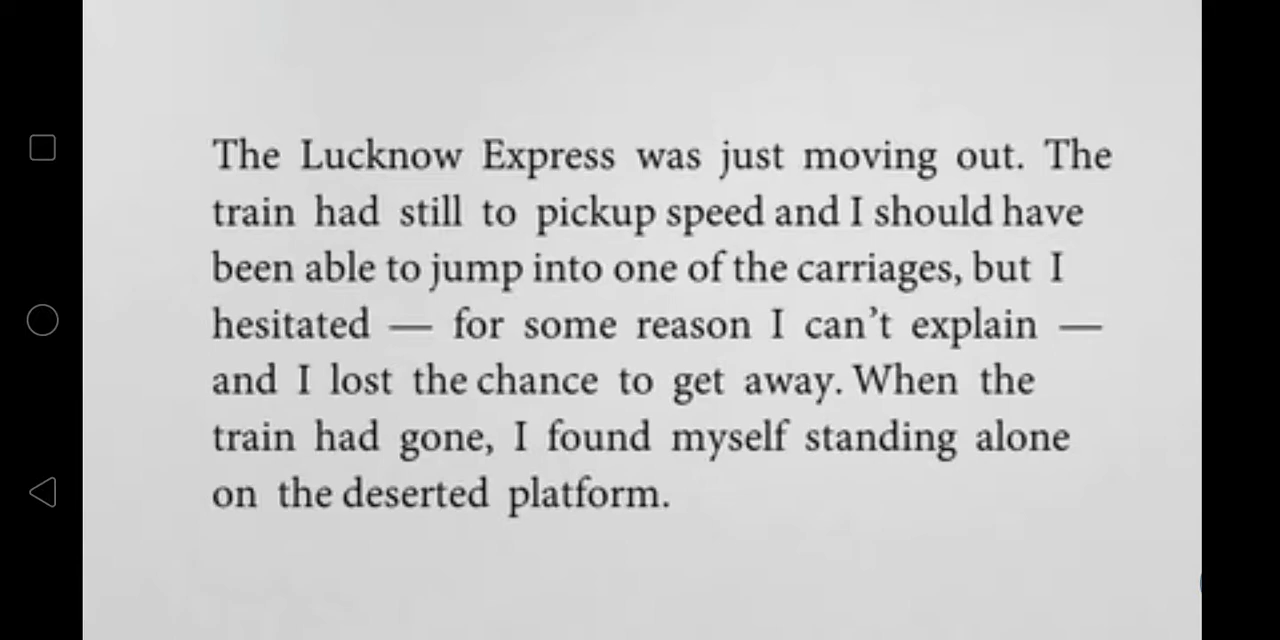 The Lucknow Express was just moving out. The
train had still to pickup speed and I should have
been able to jump into one of the carriages, but I
hesitated — for some reason I can’t explain —
and I lost the chance to get away. When the
train had gone, I found myself standing alone
on the deserted platform.